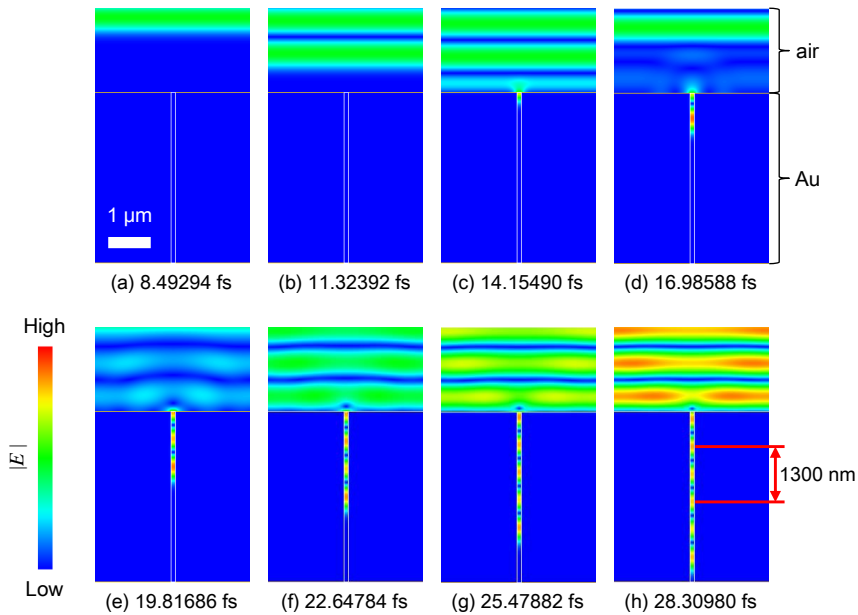 air
Au
1 μm
(a) 8.49294 fs
(b) 11.32392 fs
(c) 14.15490 fs
(d) 16.98588 fs
High
|E|
Low
1300 nm
(e) 19.81686 fs
(f) 22.64784 fs
(g) 25.47882 fs
(h) 28.30980 fs